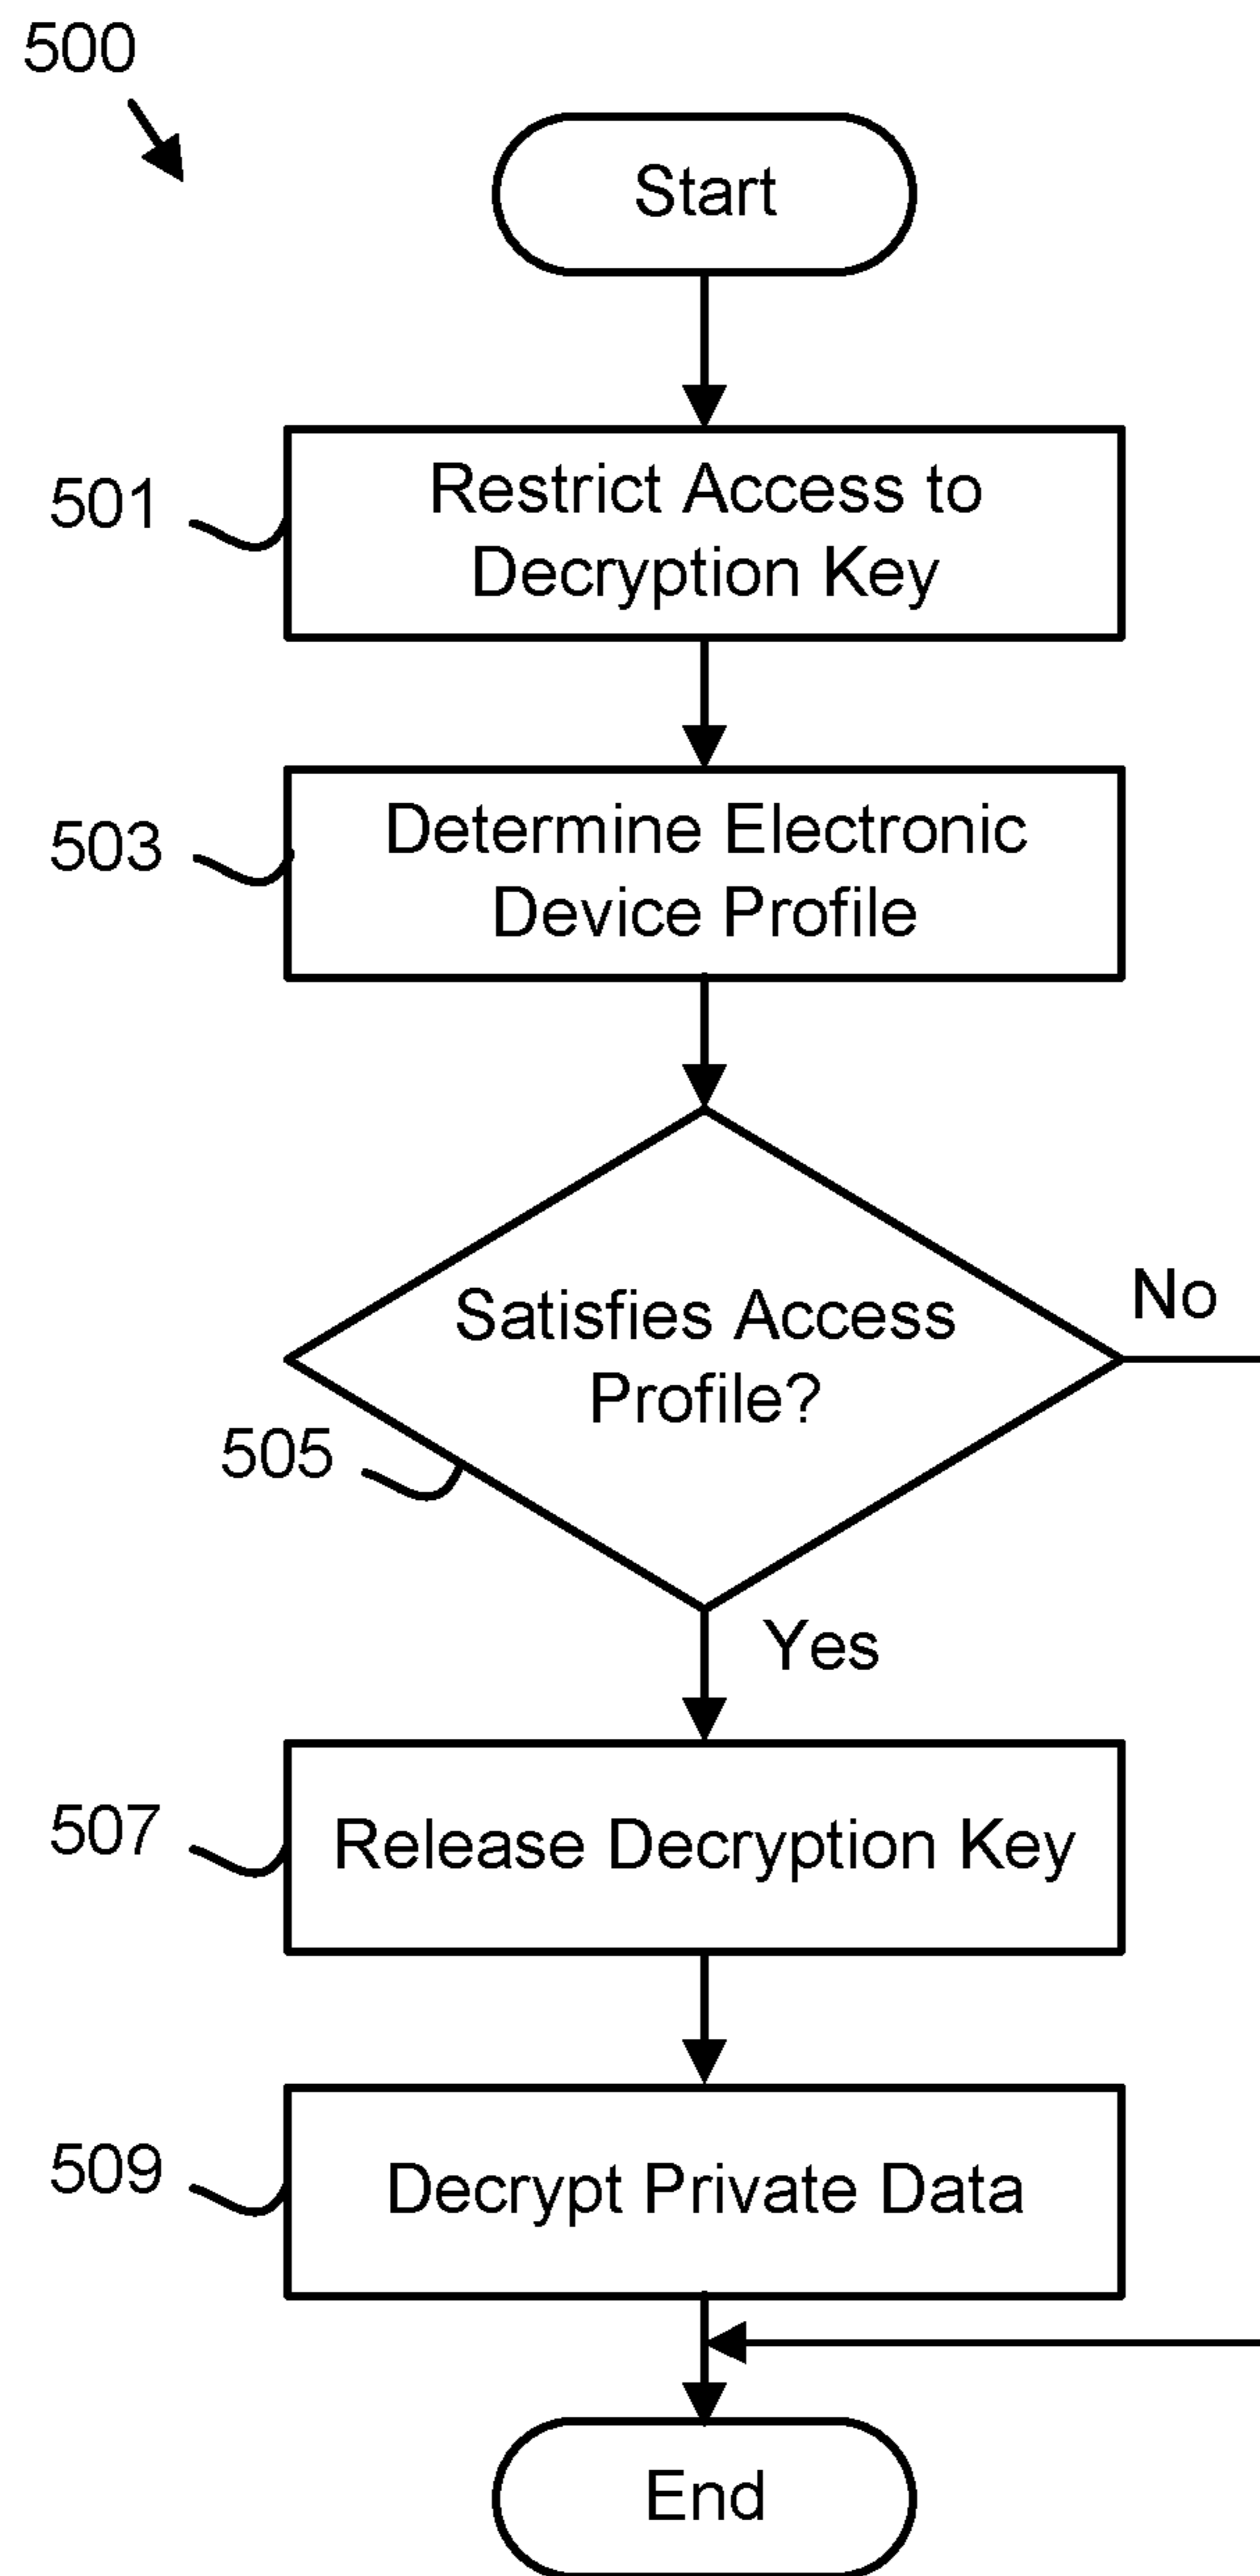 500
Start
501
Restrict Access to
Decryption Key
503
Determine Electronic
Device Profile
Satisfies Access
Profile?
No
505
Yes
507
Release Decryption Key
509
Decrypt Private Data
End